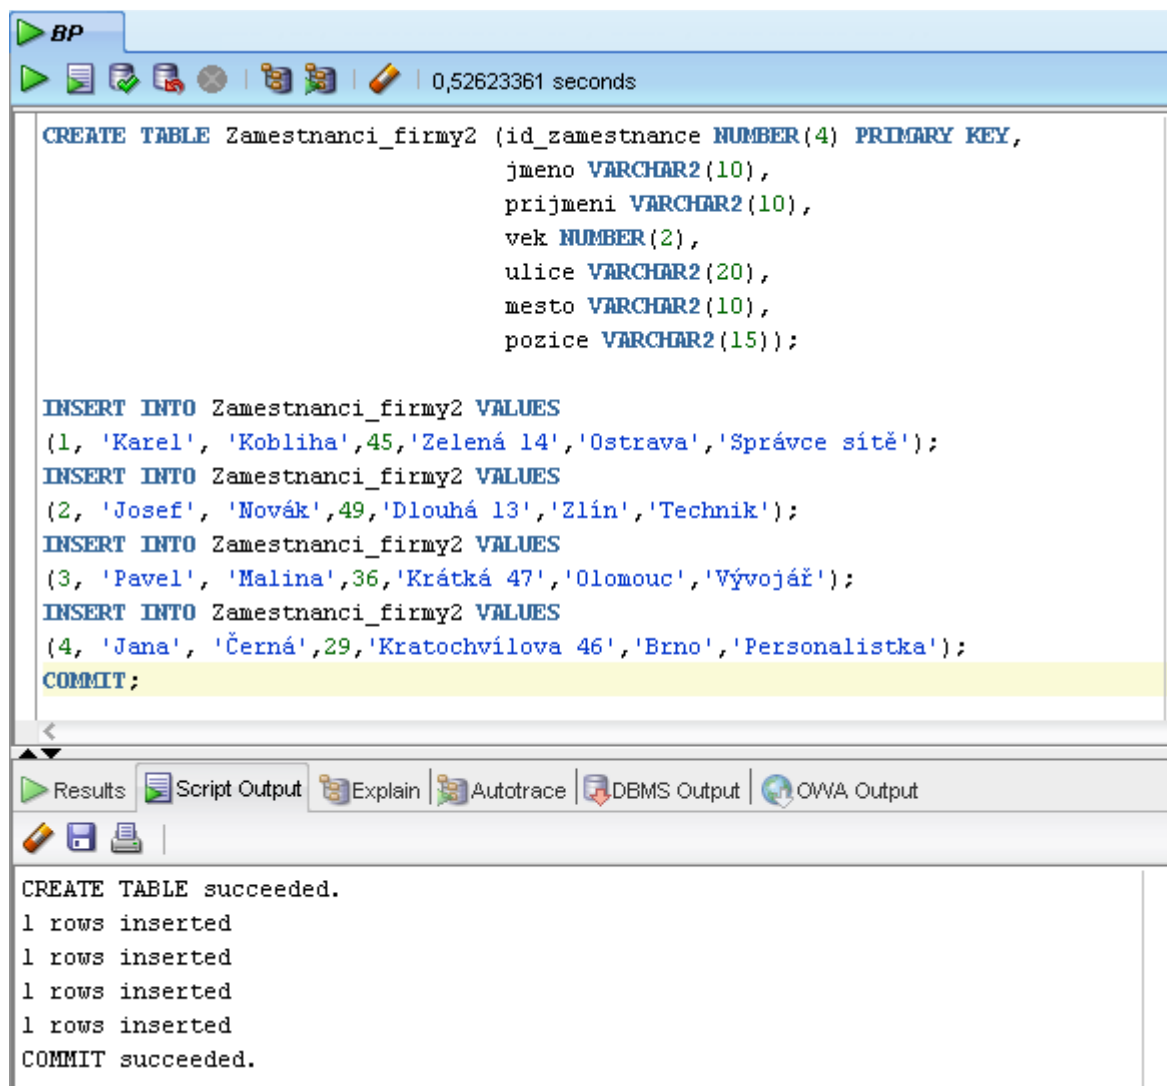 BP
0,52623361 seconds
CREATE TABLE Zamestnanci_firmy2 (id_zamestnance NUMBER(4) PRIMARY KEY,
jmeno VARCHAR2(10),
prijmeni VARCHAR2(10),
vek NUMBER(2),
ulice VARCHAR2(20),
mesto VARCHAR2(10),
pozice VARCHAR2(15));
INSERT INTO Zamestnanci_firmy2 VALUES
(1, 'Karel', 'Kobliha',45,'Zelená 14','Ostrava','Správce sítě');
INSERT INTO Zamestnanci_firmy2 VALUES
(2, 'Josef', 'Novák',49,'Dlouhá 13','Zlín','Technik');
INSERT INTO Zamestnanci_firmy2 VALUES
(3, 'Pavel', 'Malina',36,'Krátká 47','Olomouc','Vývojář');
INSERT INTO Zamestnanci_firmy2 VALUES
(4, 'Jana', 'Černá',29,'Kratochvílova 46','Brno','Personalistka');
COMMIT;
Results Script Output Explain Autotrace DBMS Output OWA Output
CREATE TABLE succeeded.
1 rows inserted
1 rows inserted
1 rows inserted
1 rows inserted
COMMIT succeeded.